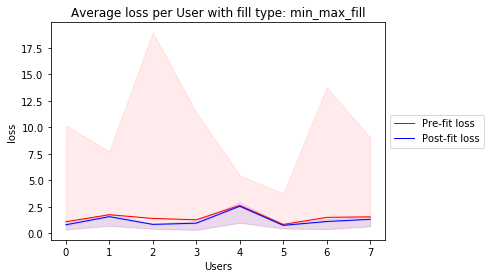 Average loss per User with fill type: min_max_fill
17.5
15.0
12.5
10.0
7.5
5.0
2.5
0.0
loss
0 1 2 3 4 5 6 7
Users
Pre-fit loss
Post-fit loss